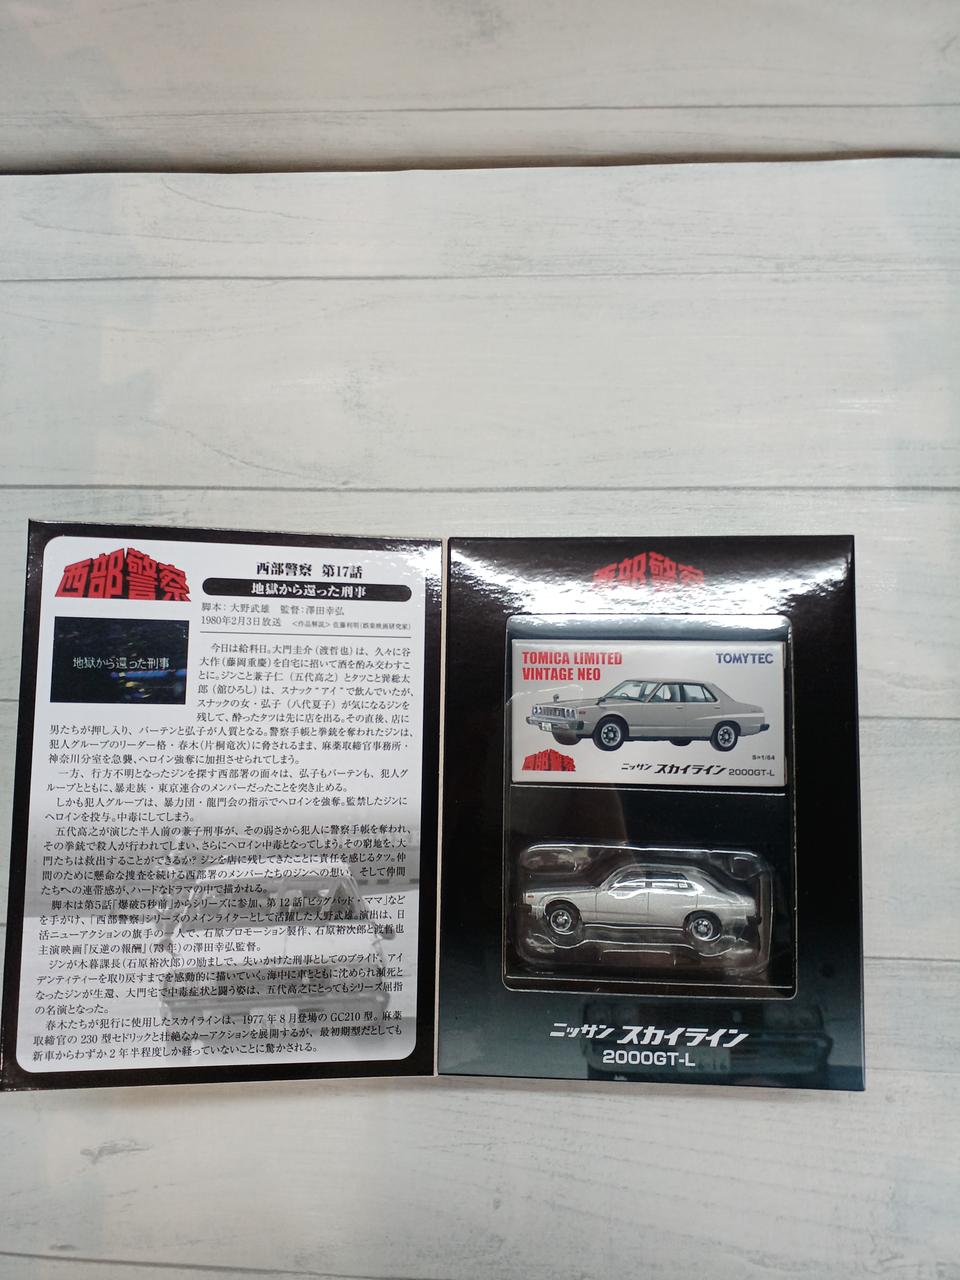 西部警察
西部警察 第17話
地獄から還った刑事
脚本：大野武雄 監督：澤田幸弘
1980年2月3日放送 <作品解説> 佐藤利明(娯楽映画研究家)
地獄から還った刑事
今日は給料日。大門圭介（渡哲也）は、久々に谷
大作（藤岡重慶）を自宅に招いて酒を酌み交わすこ
とに。ジンこと兼子仁（五代高之）とタツこと巽総太
郎（舘ひろし）は、スナック“アイ”で飲んでいたが、
スナックの女・弘子（八代夏子）が気になるジンを
残して、酔ったタツは先に店を出る。その直後、店に
男たちが押し入り、バーテンと弘子が人質となる。警察手帳と拳銃を奪われたジンは、
犯人グループのリーダー格・春木（片桐竜次）に脅されるまま、麻薬取締官事務所・
神奈川分室を急襲、ヘロイン強奪に加担させられてしまう。
一方、行方不明となったジンを探す西部署の面々は、弘子もバーテンも、犯人グ
ループとともに、暴走族・東京連合のメンバーだったことを突き止める。
しかも犯人グループは、暴力団・龍門会の指示でヘロインを強奪。監禁したジンに
ヘロインを投与。中毒にしてしまう。
五代高之が演じた半人前の兼子刑事が、その弱さから犯人に警察手帳を奪われ、
その拳銃で殺人が行われてしまい、さらにヘロイン中毒となってしまう。その窮地を、大
門たちは救出することができるか？ジンを店に残してきたことに責任を感じるタツ。仲
間のために懸命な捜査を続ける西部署のメンバーたちのジンへの想い、そして仲間
たちへの連帯感が、ハードなドラマの中で描かれる。
脚本は第5話「爆破5秒前」からシリーズに参加、第12話「ビッグバッド・ママ」など
を手がけ、「西部警察」シリーズのメインライターとして活躍した大野武雄。演出は、日
活ニューアクションの旗手の一人で、石原プロモーション製作、石原裕次郎と渡哲也
主演映画「反逆の報酬」（73年）の澤田幸弘監督。
ジンが木暮課長（石原裕次郎）の励ましで、失いかけた刑事としてのプライド、アイ
デンティティーを取り戻すまでを感動的に描いていく。海中に車とともに沈められ瀕死と
なったジンが生還、大門宅で中毒症状と闘う姿は、五代高之にとってもシリーズ屈指
の名演となった。
春木たちが犯行に使用したスカイラインは、1977年8月登場のGC210型。麻薬
取締官の230型セドリックと壮絶なカーアクションを展開するが、最初期型だとしても
新車からわずか2年半程度しか経っていないことに驚かされる。
西部警察
TOMICA LIMITED
VINTAGE NEO
TOMYTEC
S=1/64
西部警察
ニッサン スカイライン 2000GT-L
ニッサン スカイライン
2000GT-L